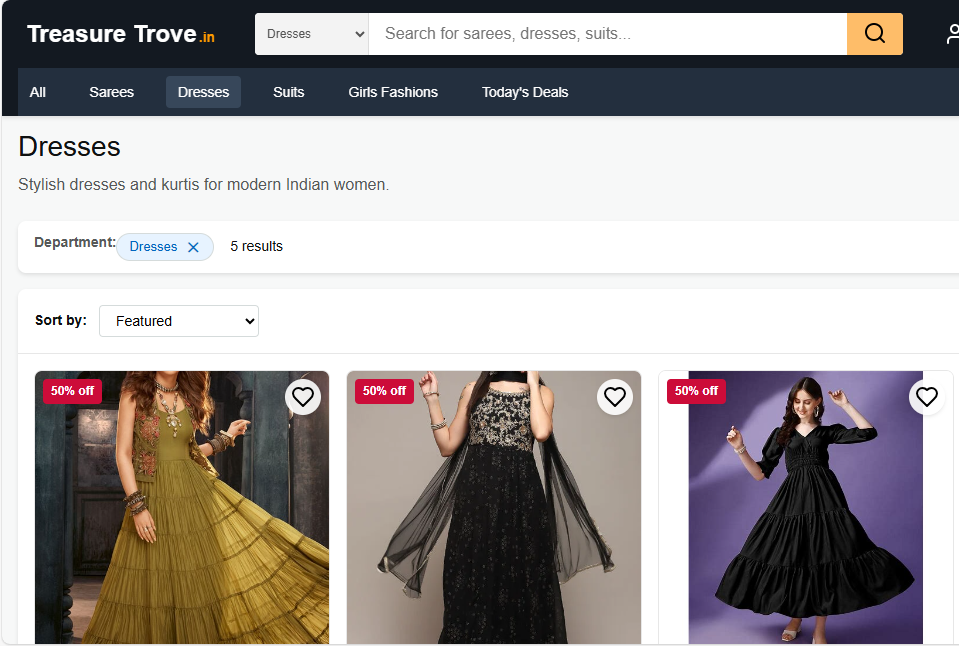 Treasure Trove.in
Dresses
Search for sarees, dresses, suits...
All Sarees Dresses Suits Girls Fashions Today's Deals
Dresses
Stylish dresses and kurtis for modern Indian women.
Department: Dresses 5 results
Sort by: Featured
50% off
50% off
50% off